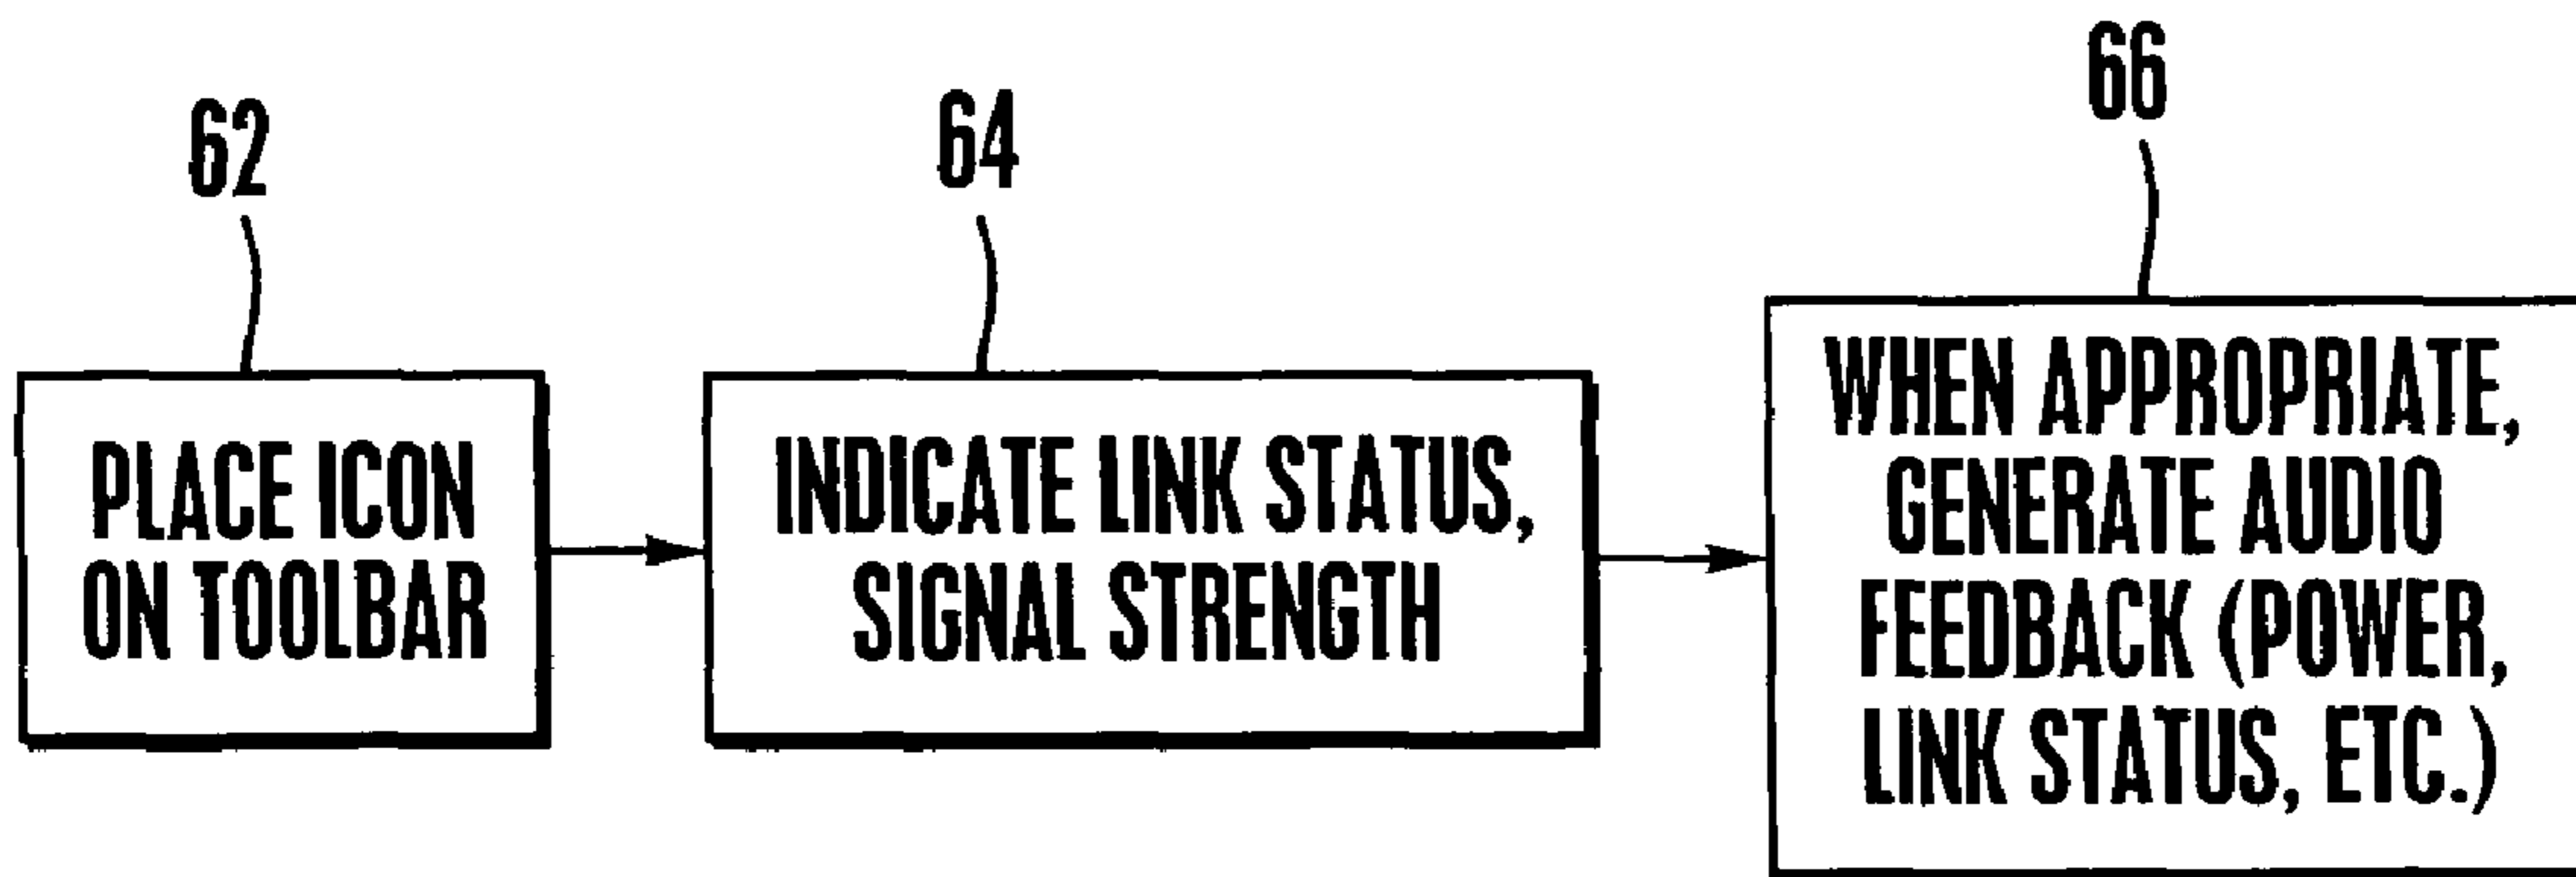 62
PLACE ICON
ON TOOLBAR
64
INDICATE LINK STATUS,
SIGNAL STRENGTH
66
WHEN APPROPRIATE,
GENERATE AUDIO
FEEDBACK (POWER,
LINK STATUS, ETC.)